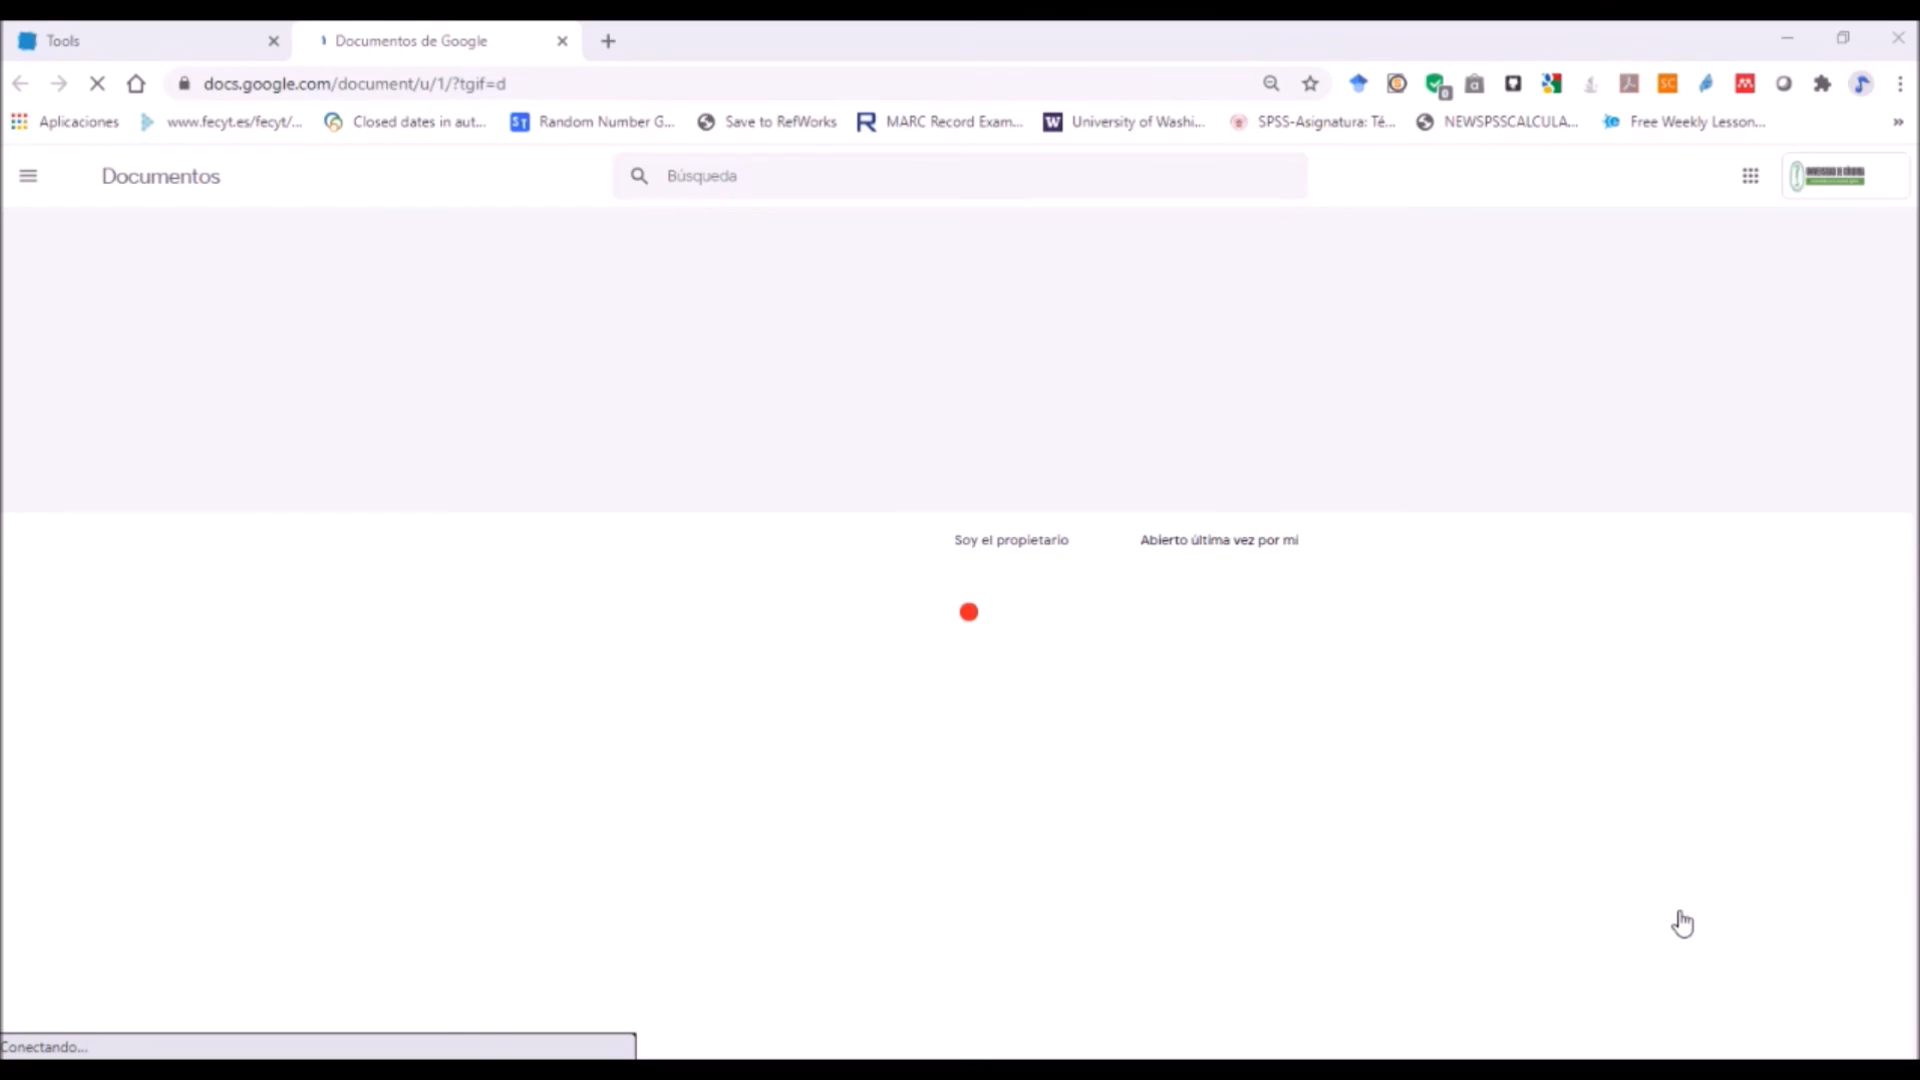 Tools
Documentos de Google
docs.google.com/document/u/1/?tgif=d
Aplicaciones
www.fecyt.es/fecyt/...
Closed dates in aut...
ST
Random Number G...
Save to RefWorks
MARC Record Exam...
W
University of Washi...
SPSS-Asignatura: Té...
NEWSPSSCALCULA...
Free Weekly Lesson...
Documentos
Búsqueda
Soy el propietario
Abierto última vez por mí
Conectando...